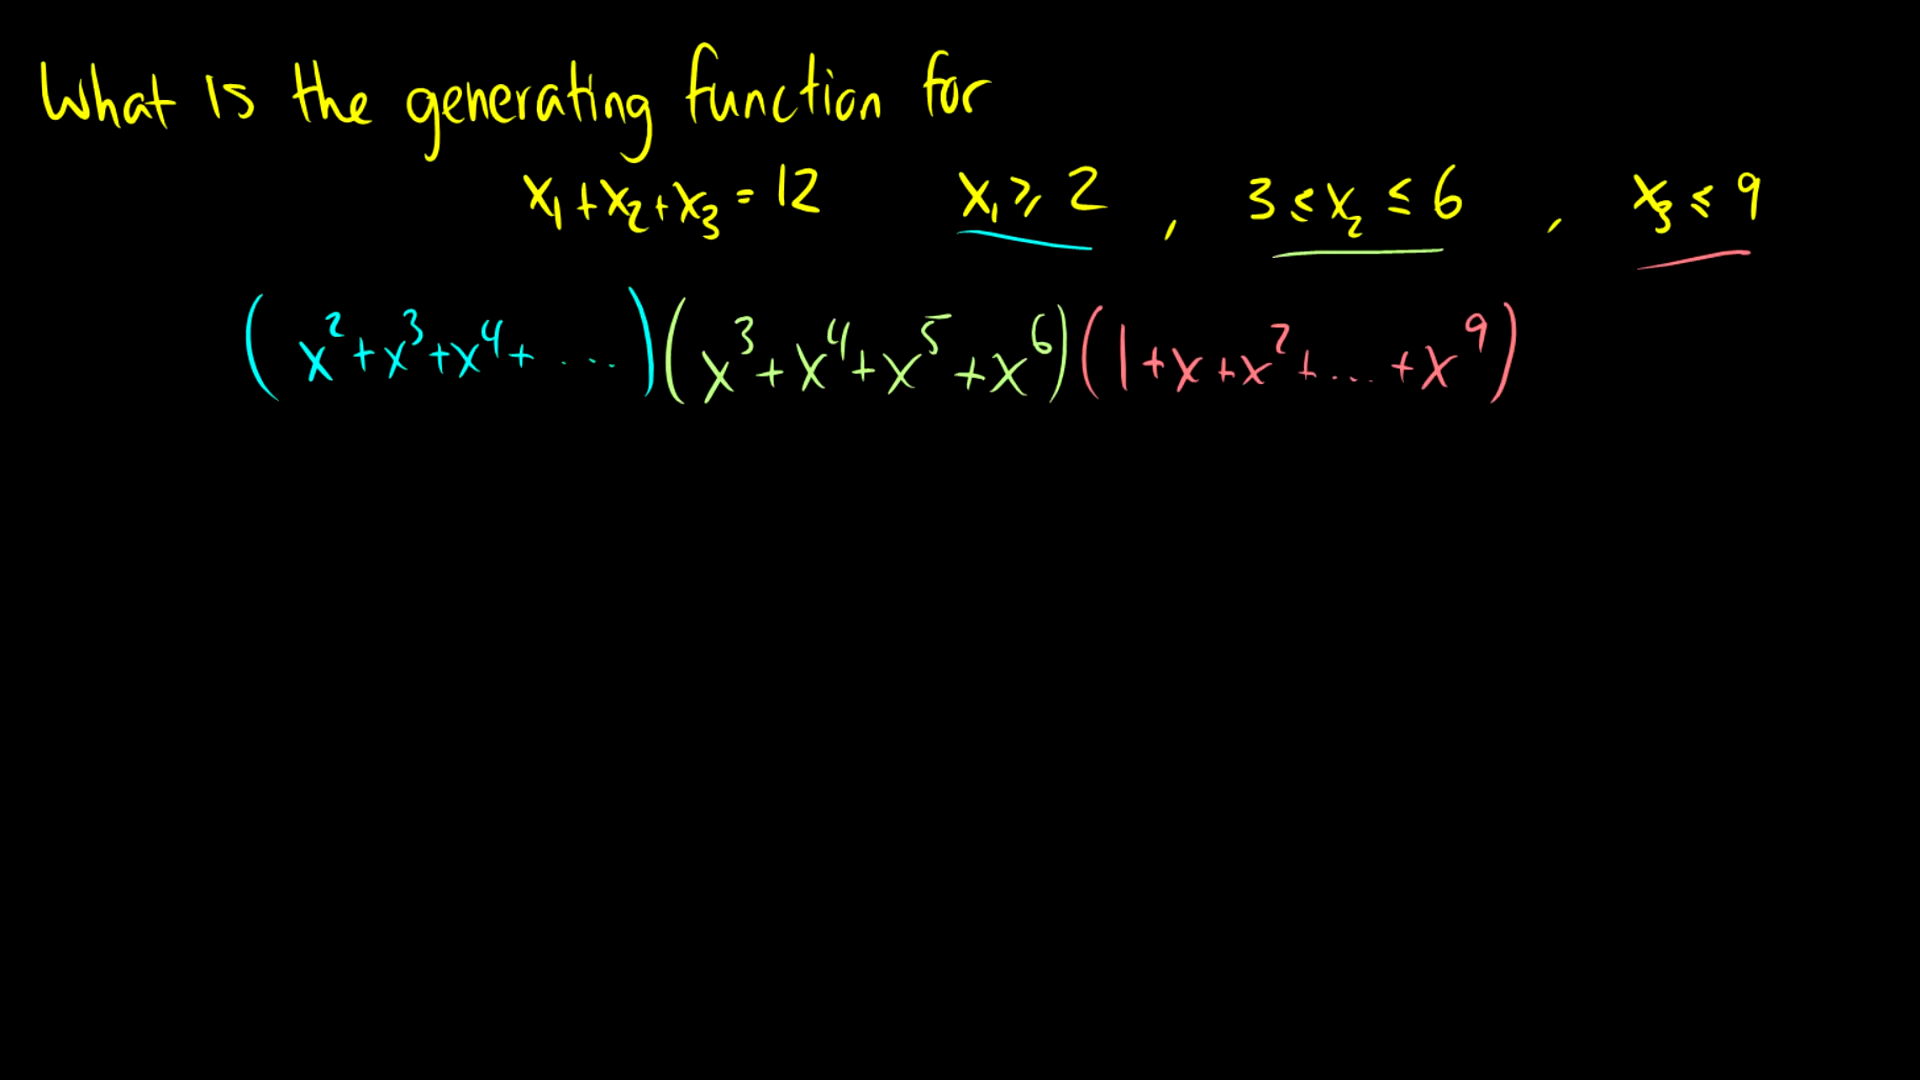 What is the generating function for
x₁+x₂+x₃ = 12 x₁ ⩾ 2 , 3 ≤ x₂ ≤ 6 , x₃ ≤ 9
(x²+x³+x⁴+....)(x³+x⁴+x⁵+x⁶)(1+x+x²+...+x⁹)